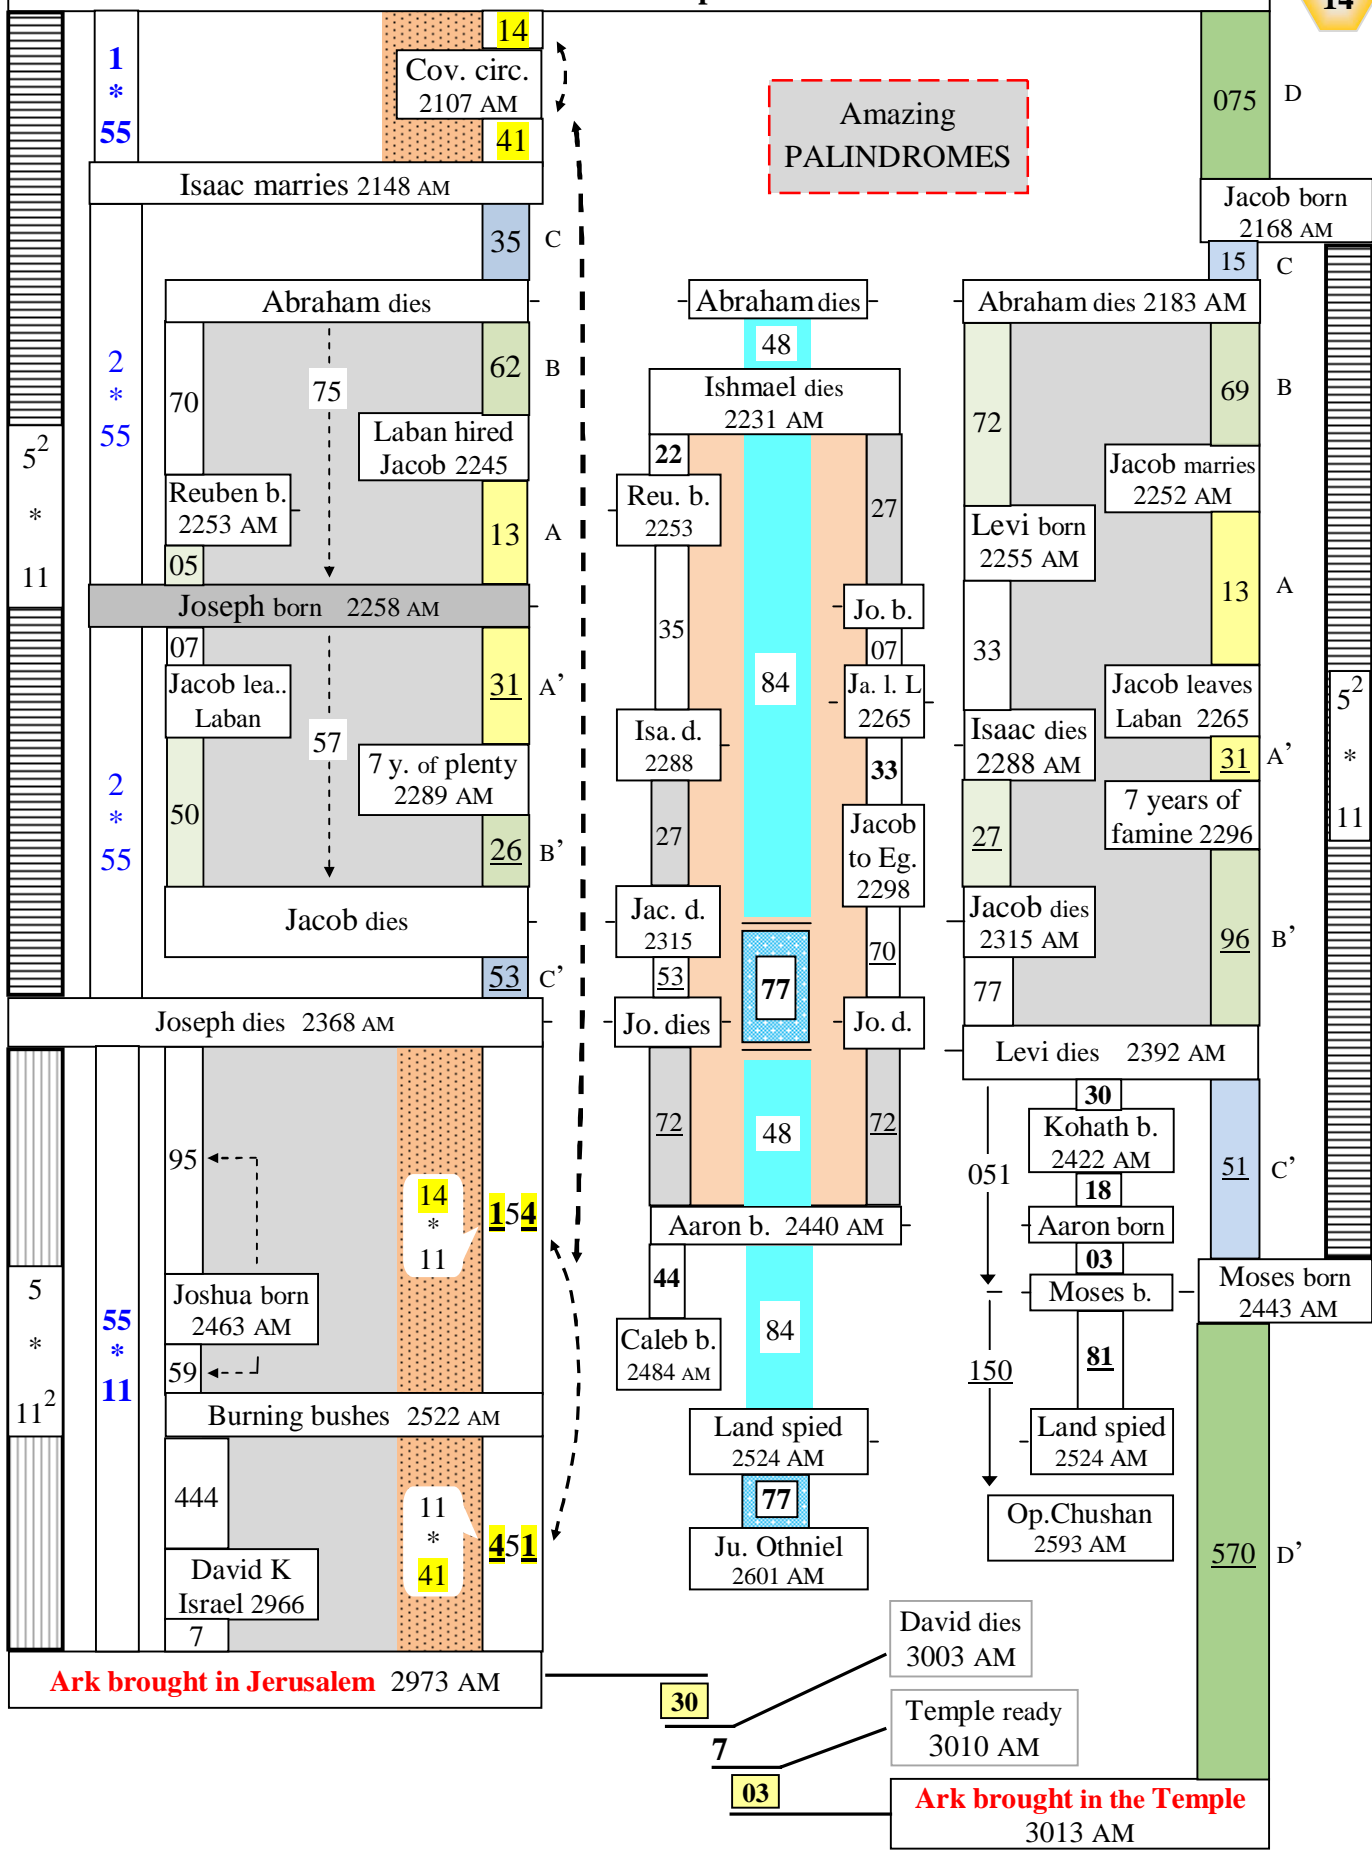 14
14
1
*
55
Cov. circ.
2107 AM
41
Isaac marries 2148 AM
Amazing
PALINDROMES
075
D
Jacob born
2168 AM
35
C
15
C
Abraham dies
Abraham dies
Abraham dies 2183 AM
2
*
55
70
75
62
B
Laban hired
Jacob 2245
Reuben b.
2253 AM
13
A
05
5²
*
11
Joseph born 2258 AM
07
Jacob lea..
Laban
57
31
A'
7 y. of plenty
2289 AM
2
*
55
50
26
B'
Jacob dies
53
C'
Joseph dies 2368 AM
48
Ishmael dies
2231 AM
22
Reu. b.
2253
27
35
Jo. b.
07
84
Ja. l. L
2265
Isa. d.
2288
33
27
Jacob
to Eg.
2298
Jac. d.
2315
70
53
77
Jo. dies
Jo. d.
72
48
72
Aaron b. 2440 AM
44
84
Caleb b.
2484 AM
Land spied
2524 AM
77
Ju. Othniel
2601 AM
72
69
B
Jacob marries
2252 AM
Levi born
2255 AM
13
A
33
Jacob leaves
Laban 2265
Isaac dies
2288 AM
31
A'
7 years of
famine 2296
27
Jacob dies
2315 AM
96
B'
77
Levi dies 2392 AM
5²
*
11
30
Kohath b.
2422 AM
051
18
51
C'
Aaron born
03
Moses b.
Moses born
2443 AM
150
81
Land spied
2524 AM
Op.Chushan
2593 AM
570
D'
95
14
*
11
154
5
*
11²
55
*
11
Joshua born
2463 AM
59
Burning bushes 2522 AM
444
11
*
41
451
David K
Israel 2966
7
Ark brought in Jerusalem 2973 AM
David dies
3003 AM
30
Temple ready
3010 AM
7
03
Ark brought in the Temple
3013 AM